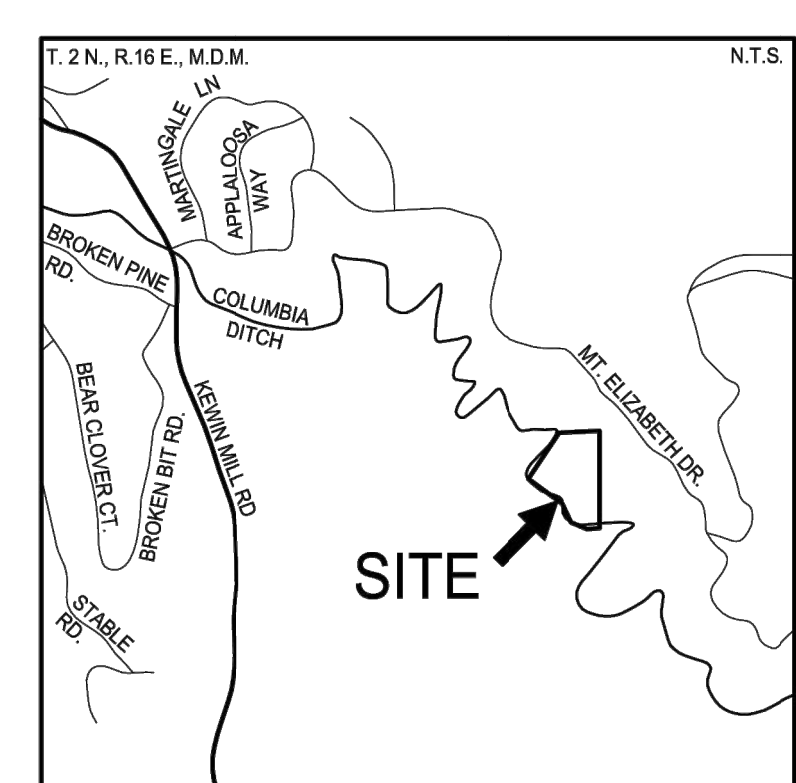 T. 2 N., R.16 E., M.D.M.
N.T.S.
MARTINGALE LN
APPLALOOSA
WAY
BROKEN PINE
RD.
COLUMBIA
DITCH
MT. ELIZABETH DR.
BEAR CLOVER CT.
BROKEN BIT RD.
KEWIN MILL RD
SITE
STABLE
RD.